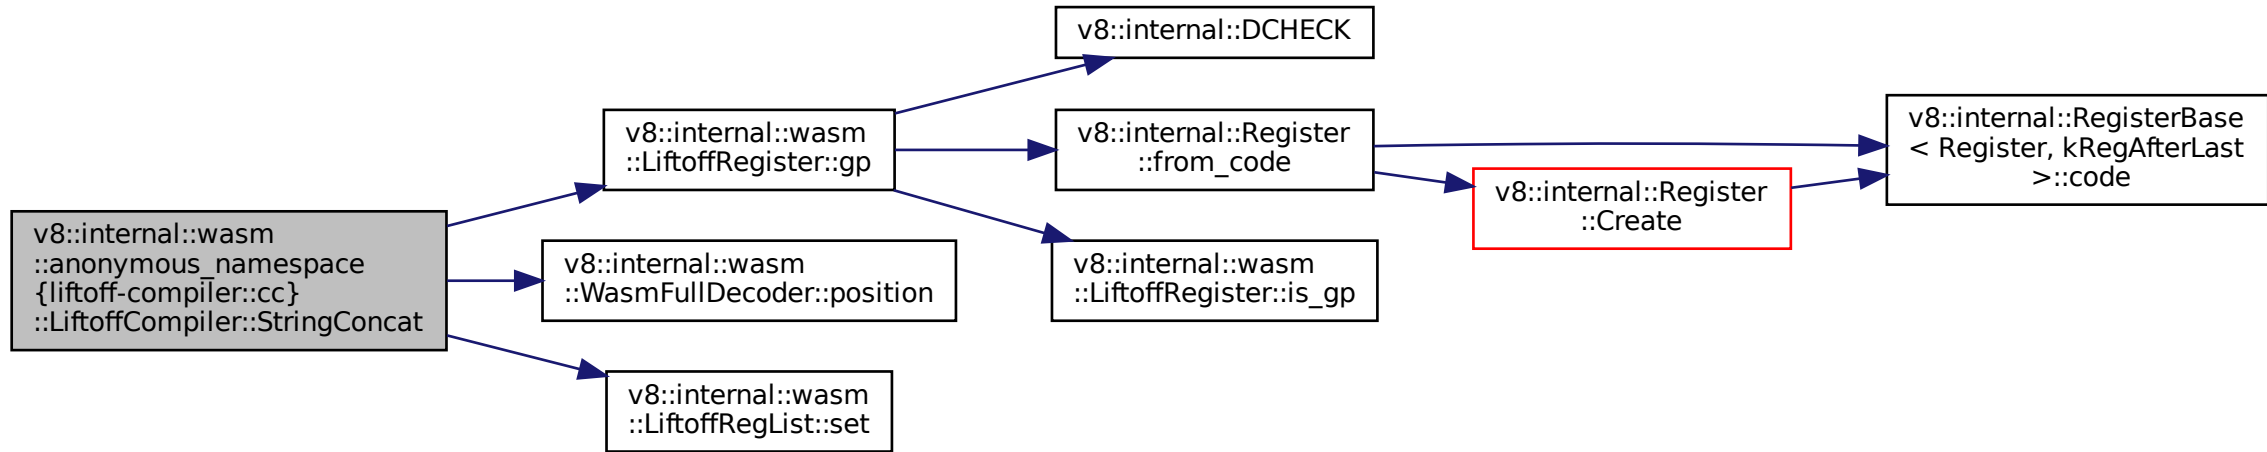 v8::internal::wasm
::anonymous_namespace
{liftoff-compiler::cc}
::LiftoffCompiler::StringConcat
v8::internal::wasm
::LiftoffRegister::gp
v8::internal::wasm
::WasmFullDecoder::position
v8::internal::wasm
::LiftoffRegList::set
v8::internal::DCHECK
v8::internal::Register
::from_code
v8::internal::wasm
::LiftoffRegister::is_gp
v8::internal::Register
::Create
v8::internal::RegisterBase
< Register, kRegAfterLast
>::code